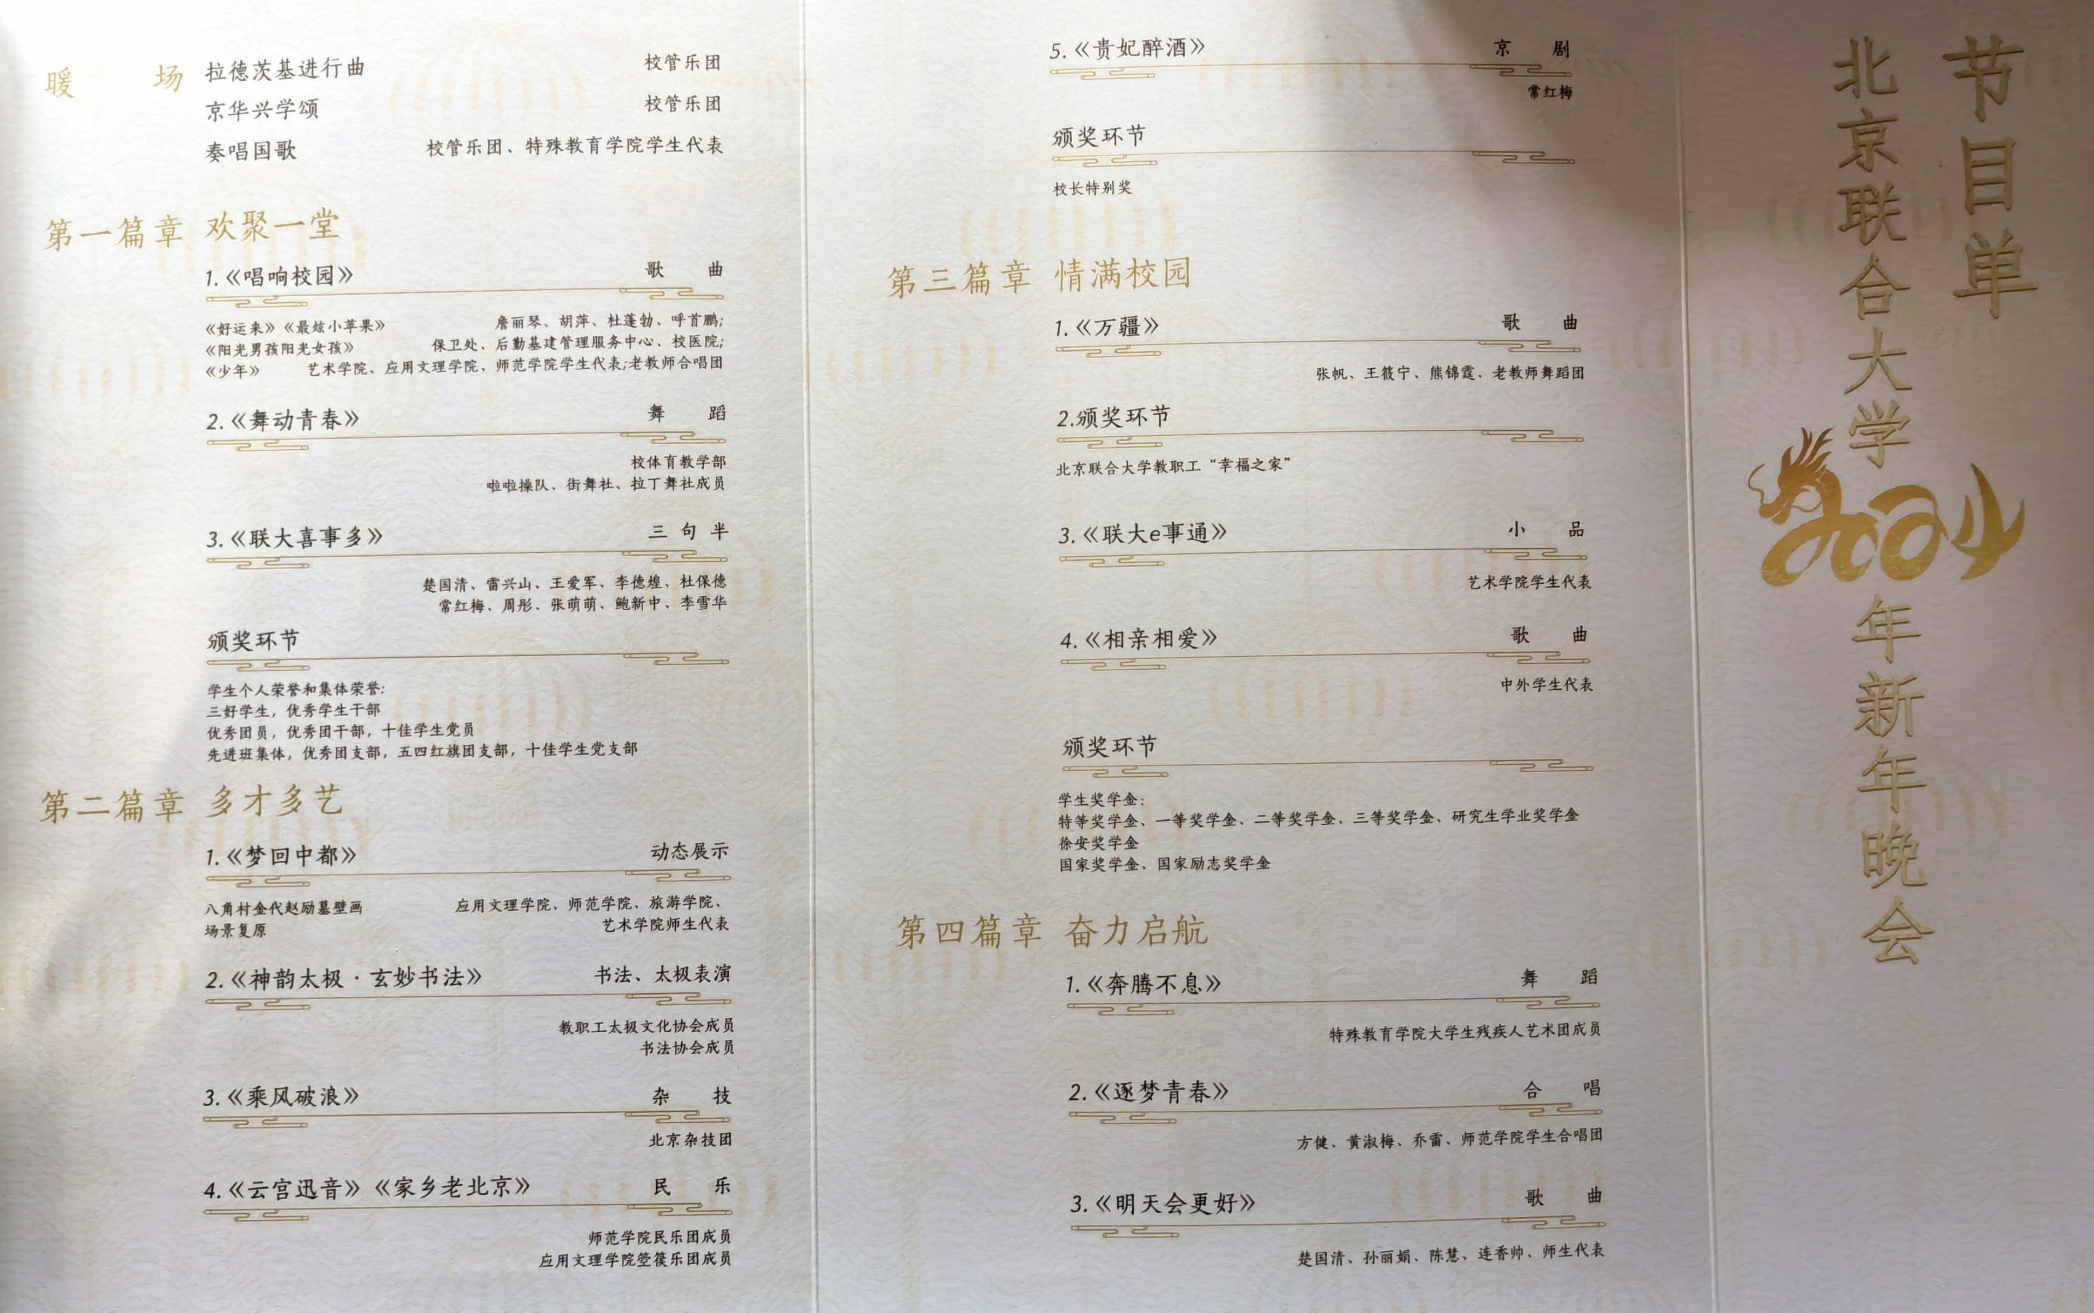 节目单
北京联合大学
2024
年新年晚会
暖 场
拉德茨基进行曲 校管乐团
京华兴学颂 校管乐团
奏唱国歌 校管乐团、特殊教育学院学生代表
第一篇章 欢聚一堂
1.《唱响校园》 歌 曲
《好运来》《最炫小苹果》 詹丽琴、胡萍、杜蓬勃、呼首鹏;
《阳光男孩阳光女孩》 保卫处、后勤基建管理服务中心、校医院;
《少年》 艺术学院、应用文理学院、师范学院学生代表;老教师合唱团
2.《舞动青春》 舞 蹈
校体育教学部
啦啦操队、街舞社、拉丁舞社成员
3.《联大喜事多》 三 句 半
楚国清、雷兴山、王爱军、李德煌、杜保德
常红梅、周彤、张萌萌、鲍新中、李雪华
颁奖环节
学生个人荣誉和集体荣誉:
三好学生，优秀学生干部
优秀团员，优秀团干部，十佳学生党员
先进班集体，优秀团支部，五四红旗团支部，十佳学生党支部
第二篇章 多才多艺
1.《梦回中都》 动态展示
八角村金代赵励墓壁画 应用文理学院、师范学院、旅游学院、
场景复原 艺术学院师生代表
2.《神韵太极·玄妙书法》 书法、太极表演
教职工太极文化协会成员
书法协会成员
3.《乘风破浪》 杂 技
北京杂技团
4.《云宫迅音》《家乡老北京》 民 乐
师范学院民乐团成员
应用文理学院箜篌乐团成员
5.《贵妃醉酒》 京 剧
常红梅
颁奖环节
校长特别奖
第三篇章 情满校园
1.《万疆》 歌 曲
张帆、王筱宁、熊锦霆、老教师舞蹈团
2.颁奖环节
北京联合大学教职工“幸福之家”
3.《联大e事通》 小 品
艺术学院学生代表
4.《相亲相爱》 歌 曲
中外学生代表
颁奖环节
学生奖学金:
特等奖学金、一等奖学金、二等奖学金、三等奖学金、研究生学业奖学金
徐安奖学金
国家奖学金、国家励志奖学金
第四篇章 奋力启航
1.《奔腾不息》 舞 蹈
特殊教育学院大学生残疾人艺术团成员
2.《逐梦青春》 合 唱
方健、黄淑梅、乔雷、师范学院学生合唱团
3.《明天会更好》 歌 曲
楚国清、孙丽娟、陈慧、连香帅、师生代表